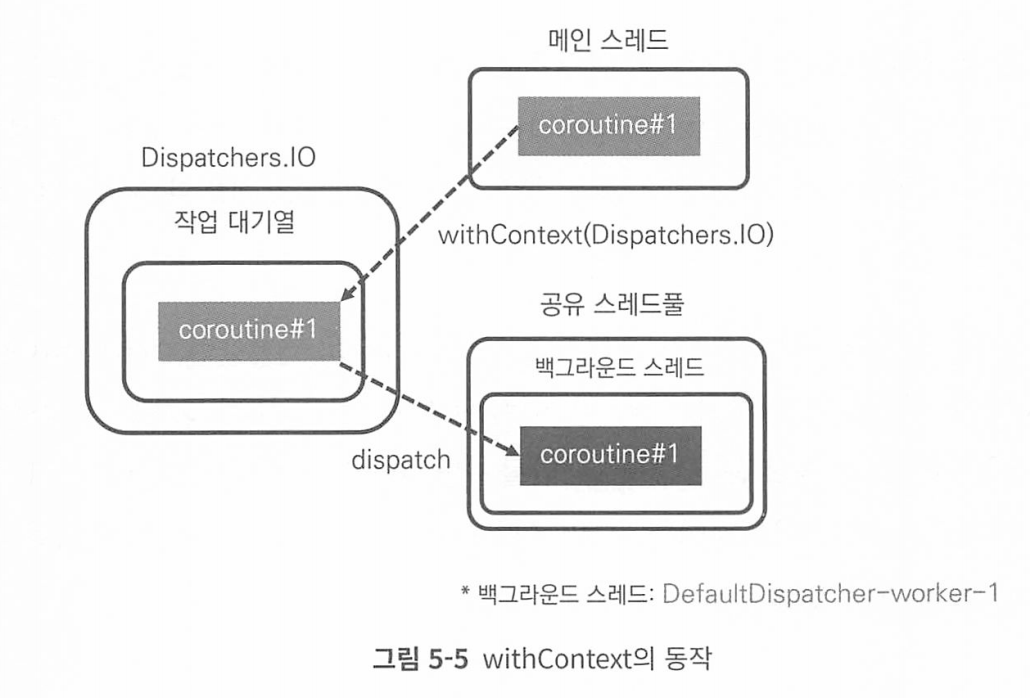 메인 스레드
coroutine#1
Dispatchers.IO
작업 대기열
withContext(Dispatchers.IO)
coroutine#1
공유 스레드풀
백그라운드 스레드
dispatch
coroutine#1
* 백그라운드 스레드: DefaultDispatcher-worker-1
그림 5-5 withContext의 동작